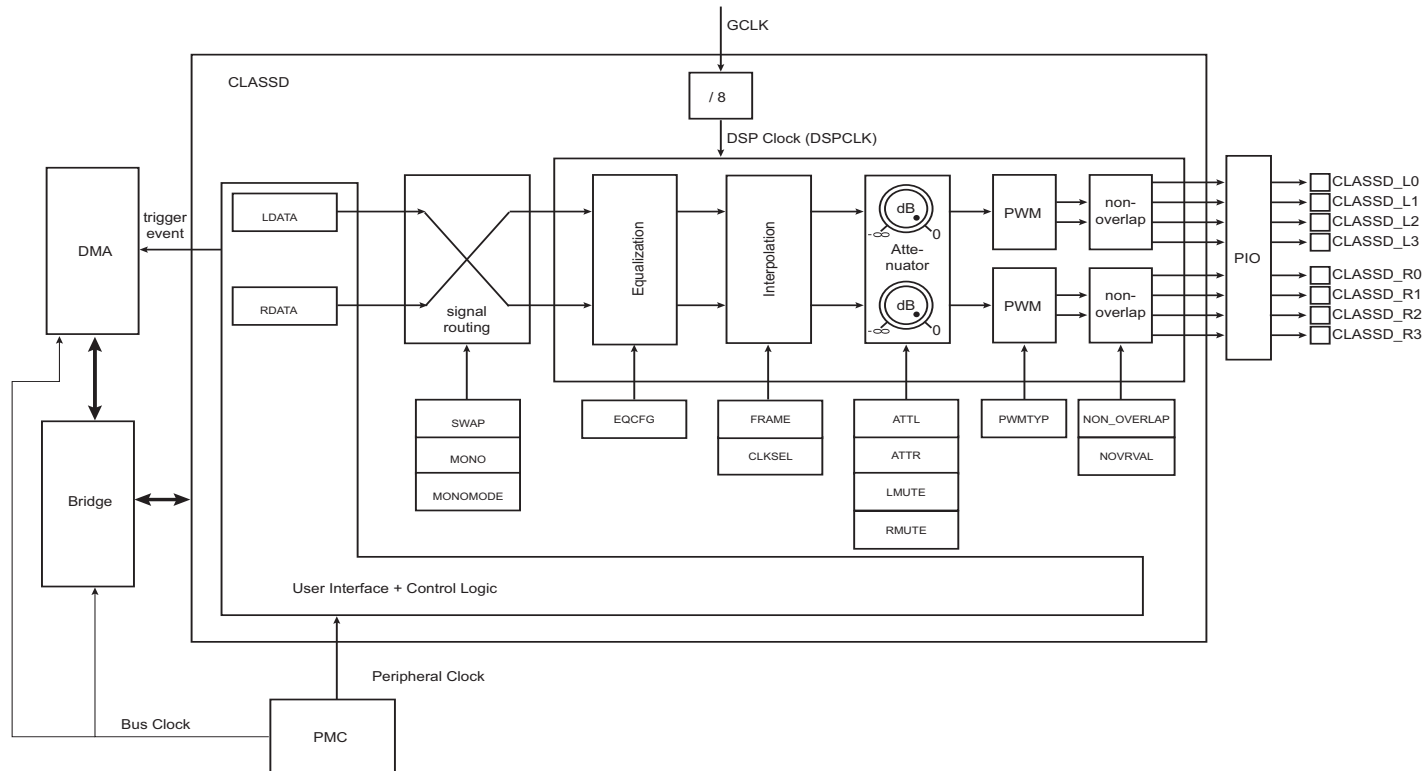 GCLK
CLASSD
/ 8
DSP Clock (DSPCLK)
DMA
trigger
event
LDATA
RDATA
signal
routing
Equalization
Interpolation
dB
-∞
0
Atte-
nuator
dB
-∞
0
PWM
PWM
non-
overlap
non-
overlap
PIO
CLASSD_L0
CLASSD_L1
CLASSD_L2
CLASSD_L3
CLASSD_R0
CLASSD_R1
CLASSD_R2
CLASSD_R3
SWAP
MONO
MONOMODE
EQCFG
FRAME
CLKSEL
ATTL
ATTR
LMUTE
RMUTE
PWMTYP
NON_OVERLAP
NOVRVAL
Bridge
User Interface + Control Logic
Peripheral Clock
Bus Clock
PMC